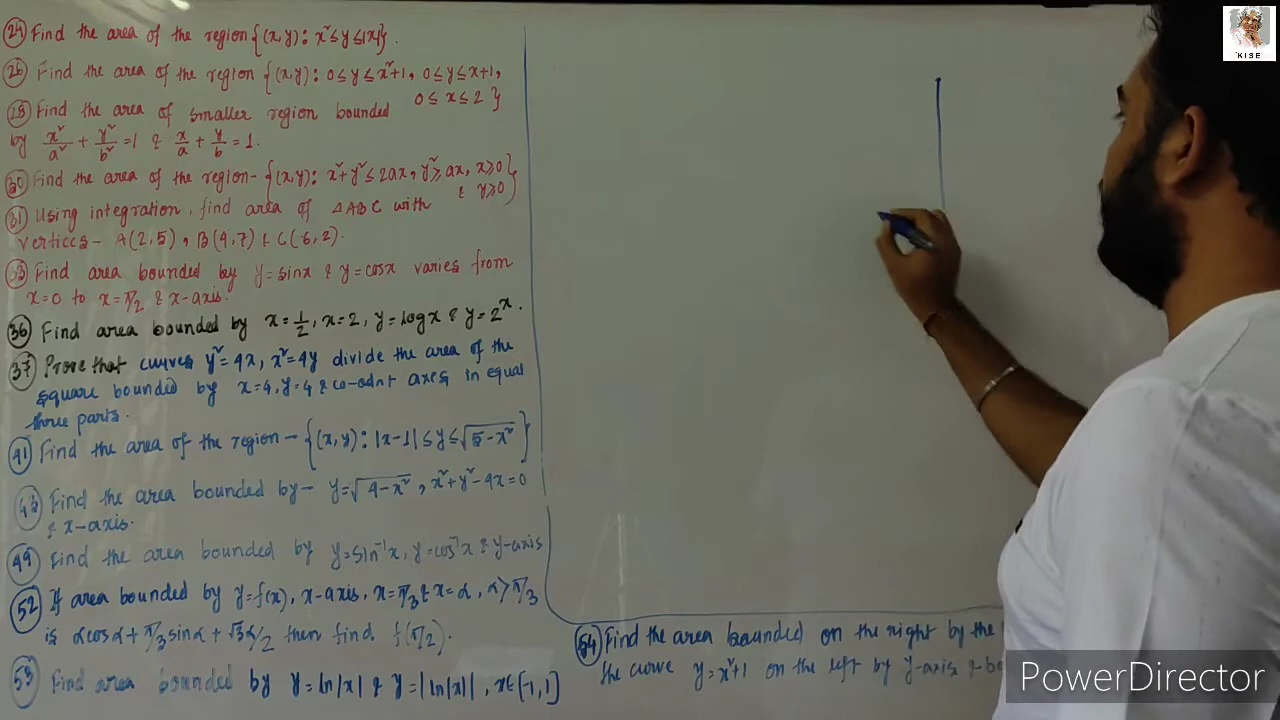 24 Find the area of the region {(x,y): x² ≤ y ≤ |x|}.
26 Find the area of the region {(x,y): 0 ≤ y ≤ x²+1, 0 ≤ y ≤ x+1,
0 ≤ x ≤ 2}
28 Find the area of smaller region bounded
by x²/a² + y²/b² = 1 & x/a + y/b = 1.
30 Find the area of the region- {(x,y): x²+y² ≤ 2ax, y² ≥ ax, x ≥ 0
& y ≥ 0}
31 Using integration, find area of △ABC with
vertices- A(2,5), B(4,7) & C(6,2).
33 Find area bounded by y=sinx & y=cosx varies from
x=0 to x=π/2 & x-axis.
36 Find area bounded by x=1/2, x=2, y=logx & y=2ˣ.
37 Prove that curves y²=4x, x²=4y divide the area of the
square bounded by x=4, y=4 & co-odnt axes in equal
three parts.
41 Find the area of the region- {(x,y): |x-1| ≤ y ≤ √5-x²}
43 Find the area bounded by- y=√4-x², x²+y²-4x=0
& x-axis.
49 Find the area bounded by y=sin⁻¹x, y=cos⁻¹x & y-axis
52 If area bounded by y=f(x), x-axis, x=π/3 & x=α, α>π/3
is αcosα+π/3sinα+√3α/2 then find f(π/2).
53 Find area bounded by y=ln|x| & y=|ln|x||, x∈[-1,1]
54 Find the area bounded on the right by the
the curve y=x²+1 on the left by y-axis &
KISE
PowerDirector